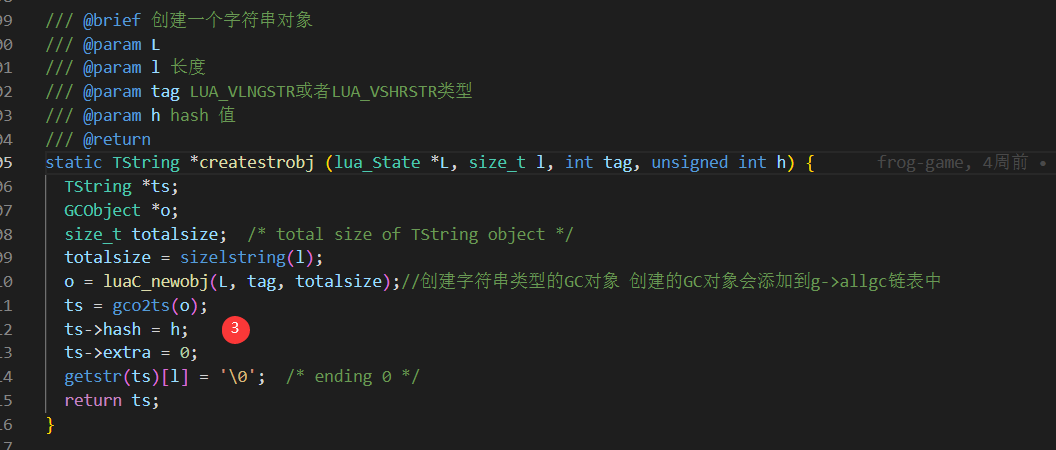 99 /// @brief 创建一个字符串对象
00 /// @param L
01 /// @param l 长度
02 /// @param tag LUA_VLNGSTR或者LUA_VSHRSTR类型
03 /// @param h hash 值
04 /// @return
05 static TString *createstrobj (lua_State *L, size_t l, int tag, unsigned int h) { frog-game, 4周前 •
06 TString *ts;
07 GCObject *o;
08 size_t totalsize; /* total size of TString object */
09 totalsize = sizelstring(l);
10 o = luaC_newobj(L, tag, totalsize);//创建字符串类型的GC对象 创建的GC对象会添加到g->allgc链表中
11 ts = gco2ts(o);
12 ts->hash = h; 3
13 ts->extra = 0;
14 getstr(ts)[l] = '\0'; /* ending 0 */
15 return ts;
16 }